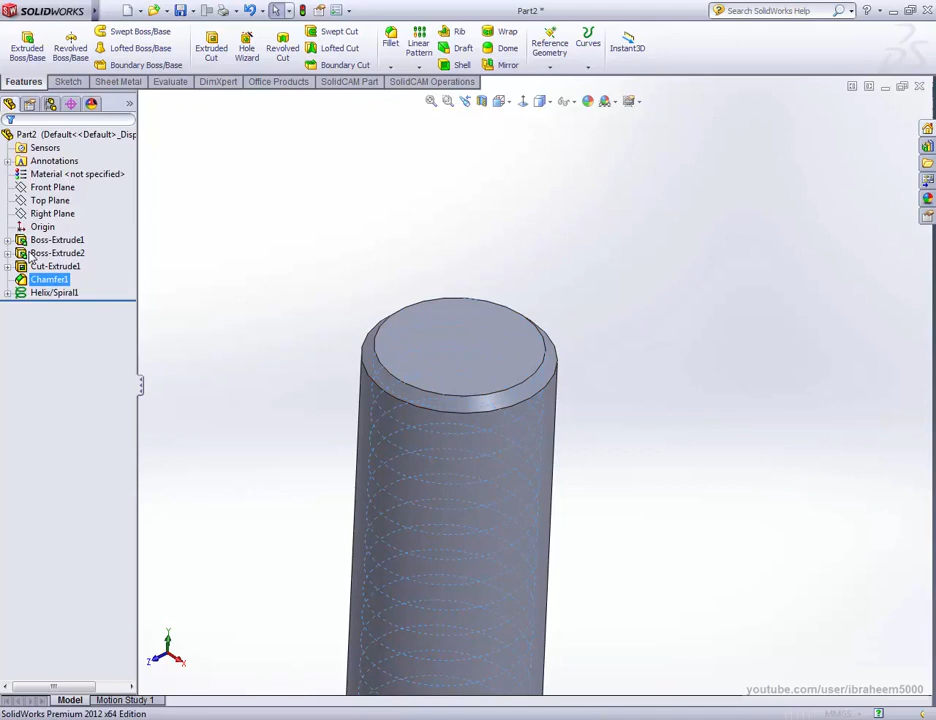 SOLIDWORKS
Part2 *
Search SolidWorks Help
Extruded Boss/Base
Revolved Boss/Base
Swept Boss/Base
Lofted Boss/Base
Boundary Boss/Base
Extruded Cut
Hole Wizard
Revolved Cut
Swept Cut
Lofted Cut
Boundary Cut
Fillet
Linear Pattern
Rib
Draft
Shell
Wrap
Dome
Mirror
Reference Geometry
Curves
Instant3D
Features
Sketch
Sheet Metal
Evaluate
DimXpert
Office Products
SolidCAM Part
SolidCAM Operations
Part2 (Default<<Default>_Disp
Sensors
Annotations
Material <not specified>
Front Plane
Top Plane
Right Plane
Origin
Boss-Extrude1
Boss-Extrude2
Cut-Extrude1
Chamfer1
Helix/Spiral1
Y
Z
X
youtube.com/user/ibraheem5000
Model
Motion Study 1
SolidWorks Premium 2012 x64 Edition
MMGS